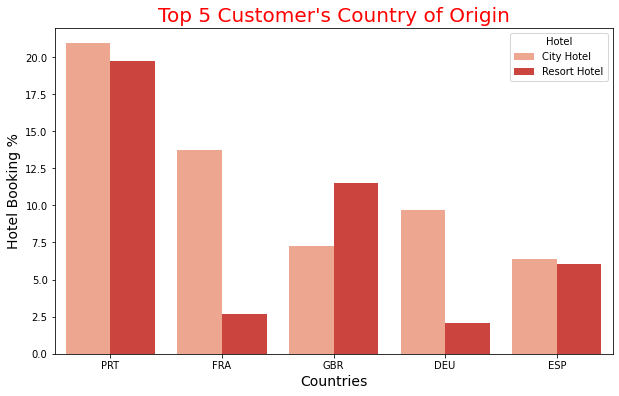 Top 5 Customer's Country of Origin
Hotel
City Hotel
Resort Hotel
Hotel Booking %
20.0
17.5
15.0
12.5
10.0
7.5
5.0
2.5
0.0
PRT FRA GBR DEU ESP
Countries